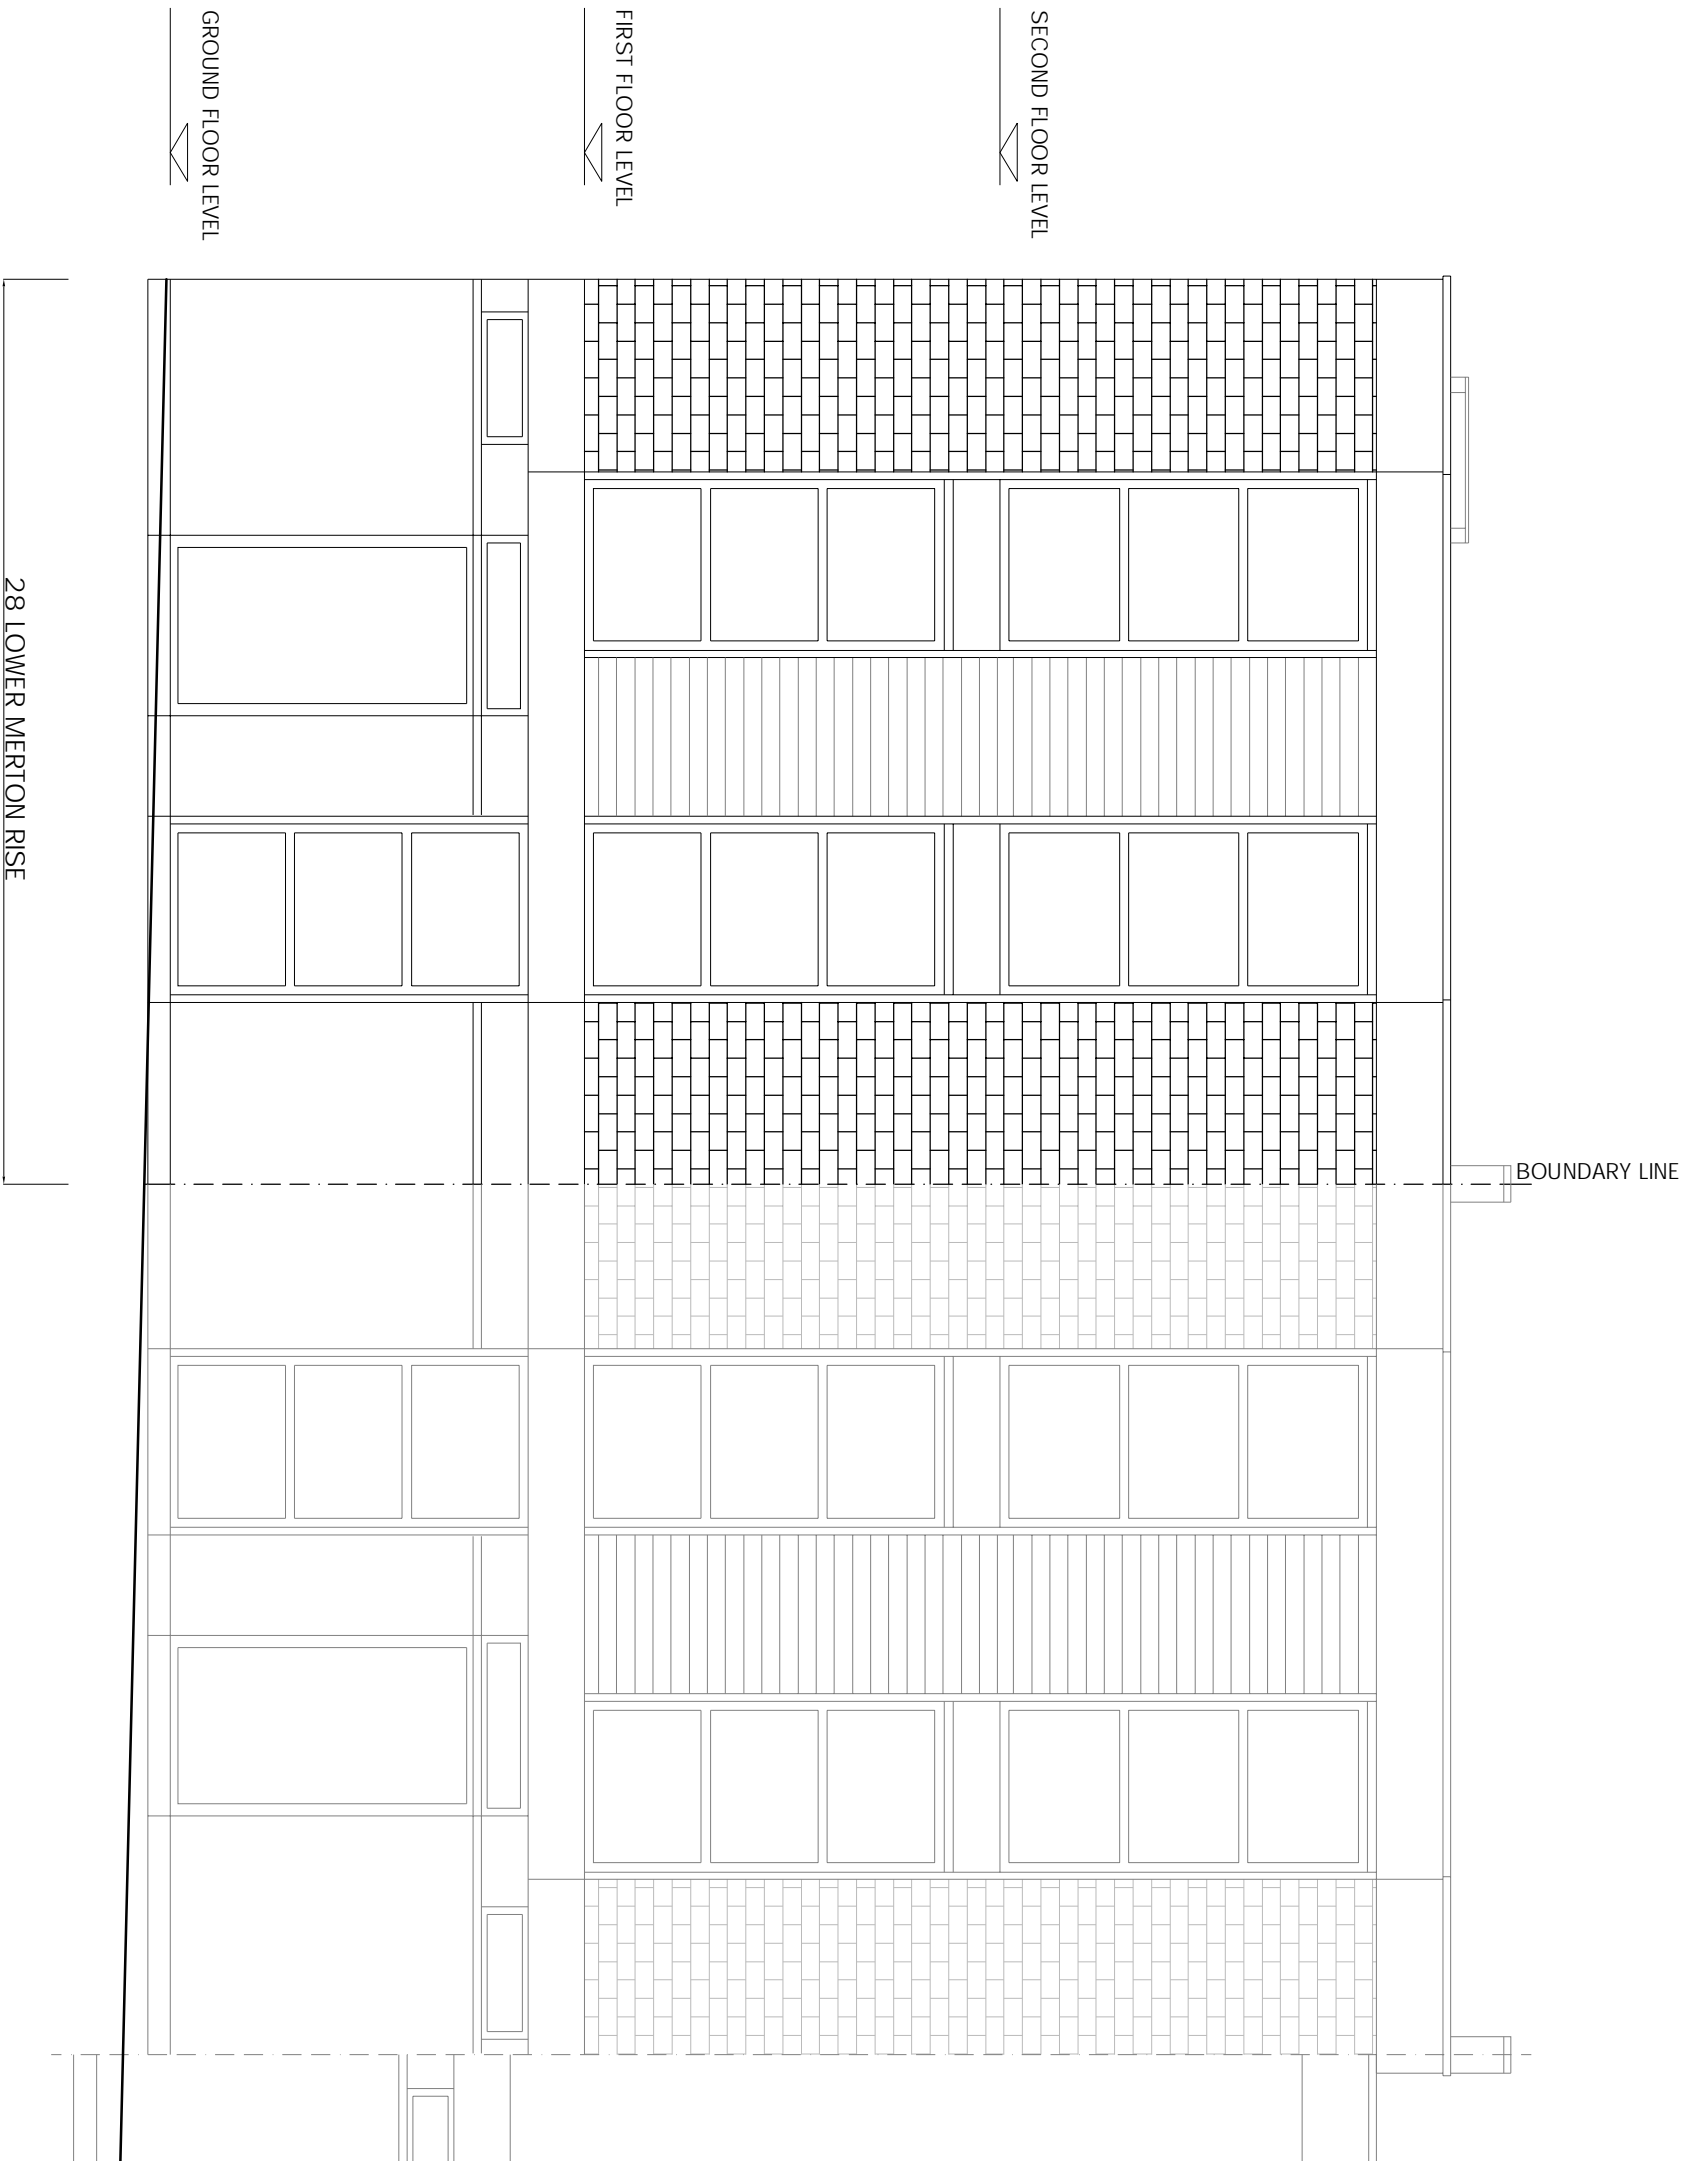 SECOND FLOOR LEVEL
FIRST FLOOR LEVEL
GROUND FLOOR LEVEL
28 LOWER MERTON RISE
BOUNDARY LINE